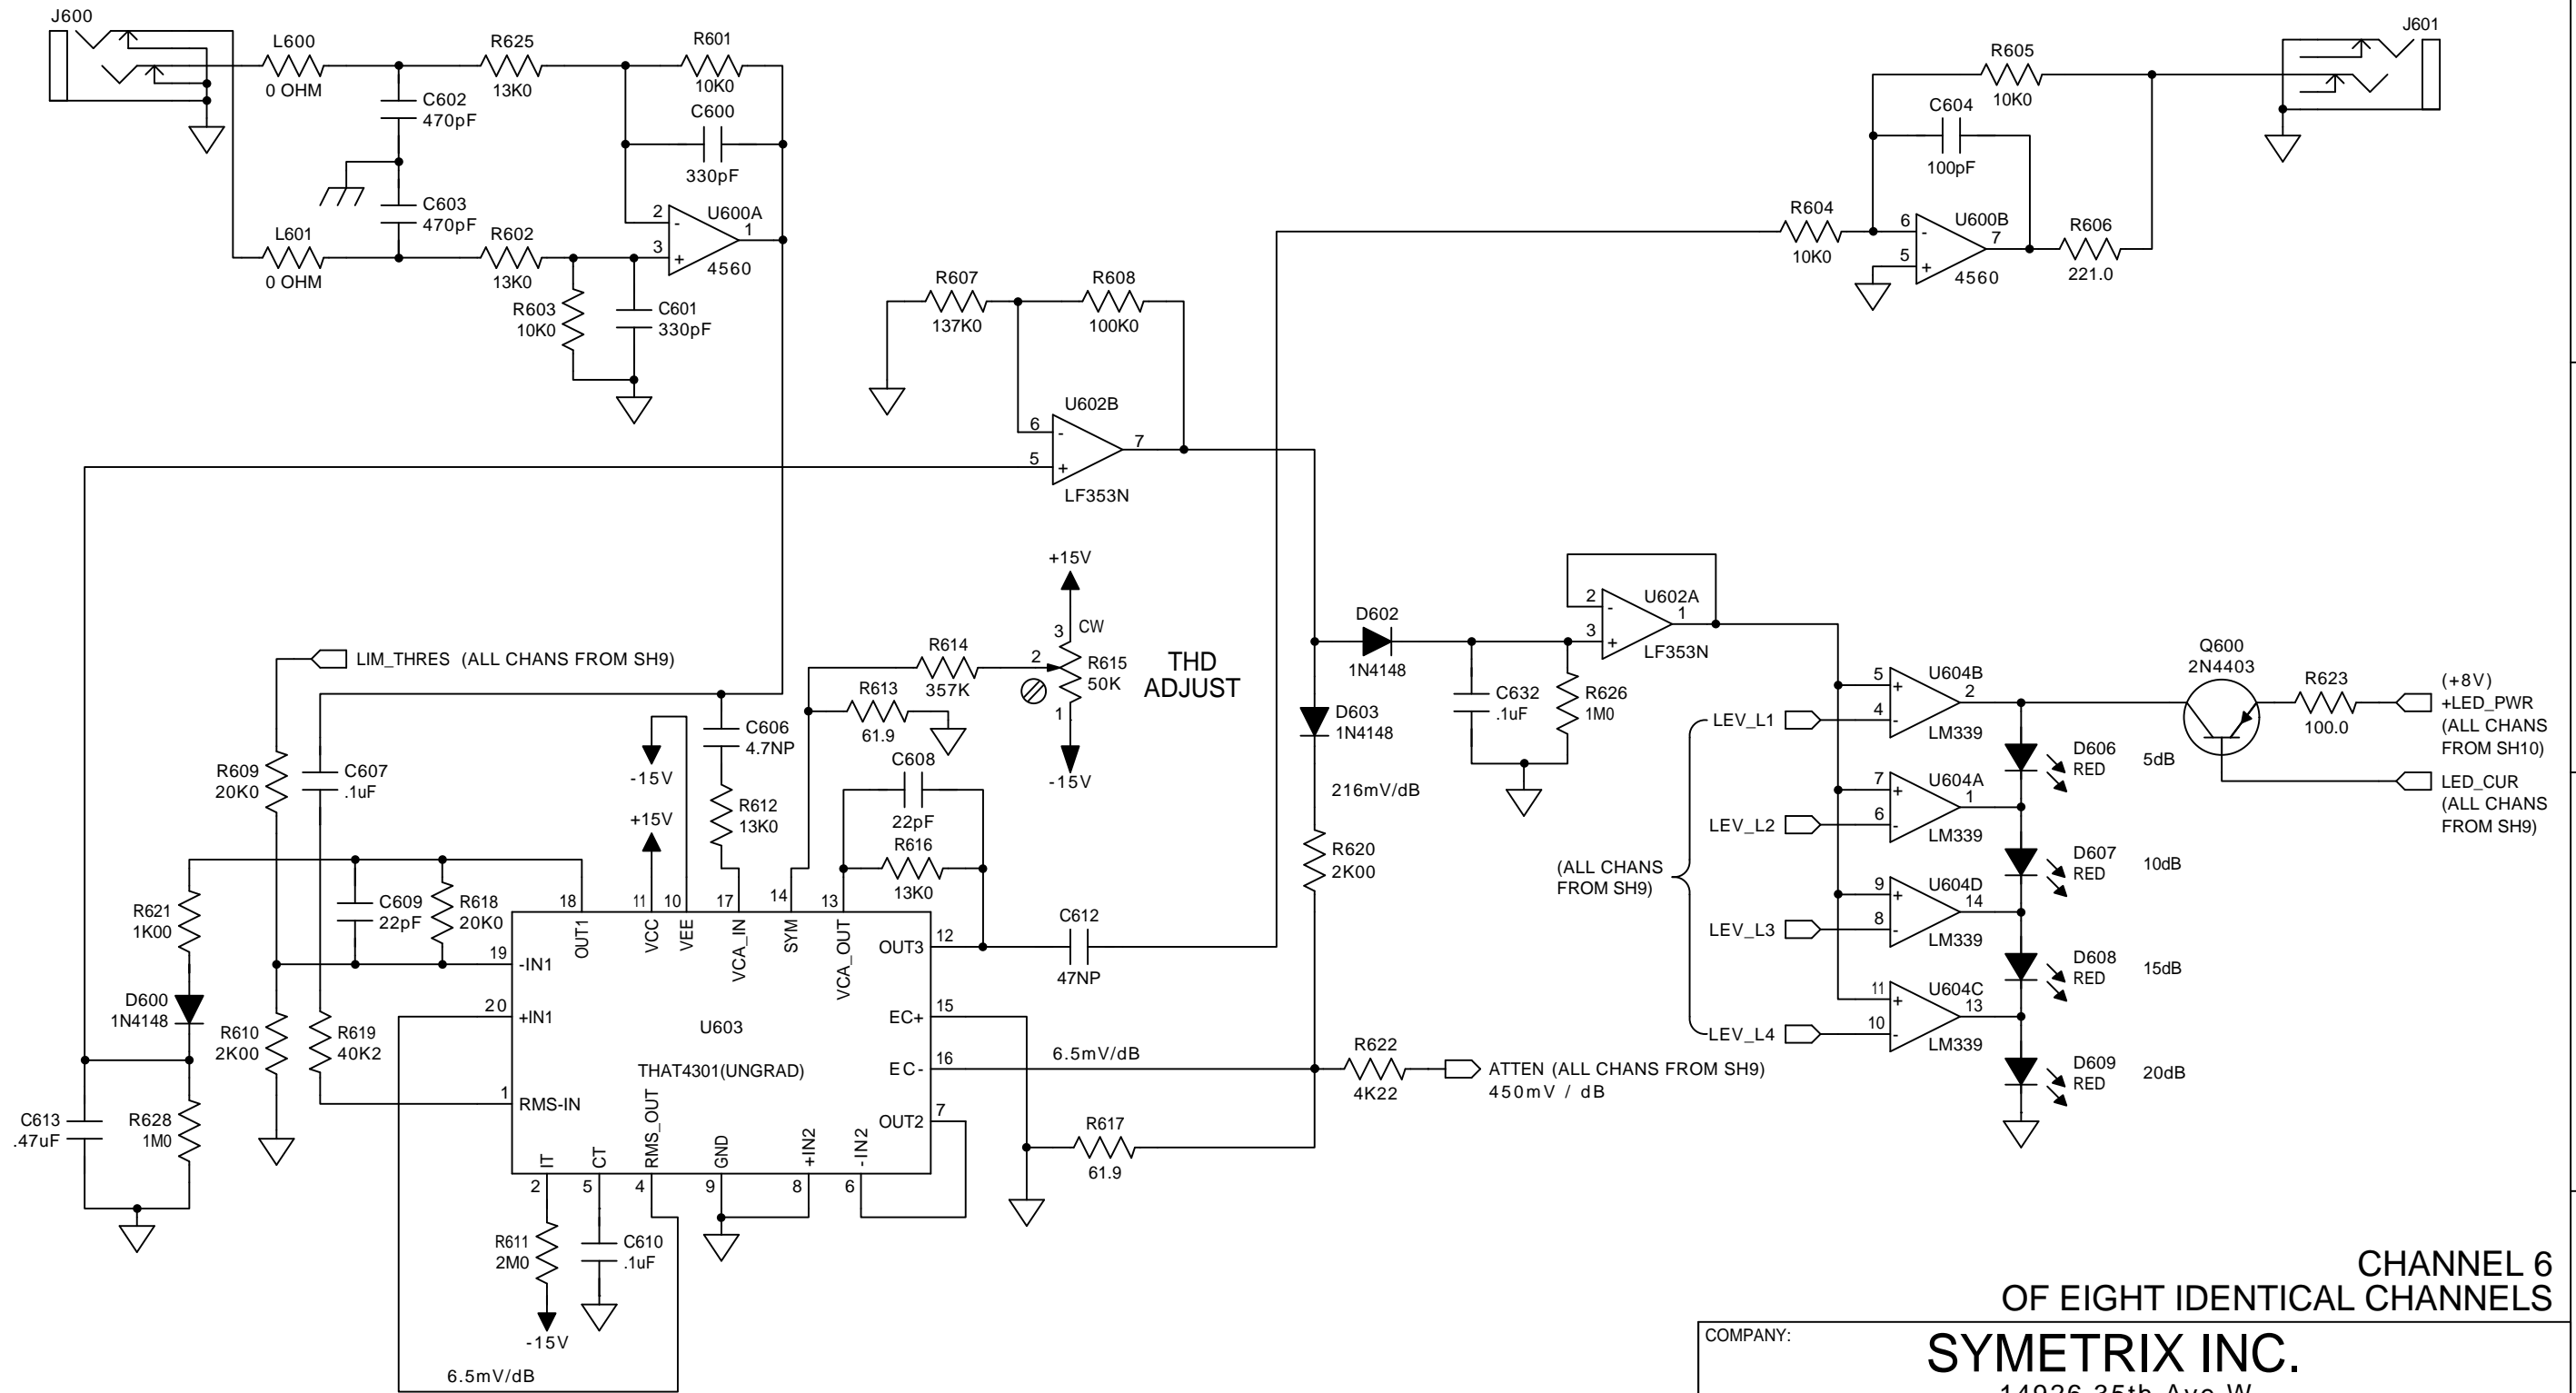 J600
L600
0 OHM
R625
13K0
R601
10K0
C600
330pF
C602
470pF
C603
470pF
L601
0 OHM
R602
13K0
R603
10K0
C601
330pF
2
-
3
+
U600A
1
4560
J601
R605
10K0
C604
100pF
R604
10K0
6
-
5
+
U600B
7
4560
R606
221.0
R607
137K0
R608
100K0
U602B
6
-
5
+
7
LF353N
+15V
3
CW
2
R615
50K
1
-15V
THD
ADJUST
R614
357K
R613
61.9
LIM_THRES (ALL CHANS FROM SH9)
C606
4.7NP
R612
13K0
-15V
+15V
C608
22pF
R616
13K0
R609
20K0
C607
.1uF
R621
1K00
C609
22pF
R618
20K0
D600
1N4148
R610
2K00
R619
40K2
C613
.47uF
R628
1M0
18
OUT1
11
VCC
10
VEE
17
VCA_IN
14
SYM
13
VCA_OUT
19
-IN1
20
+IN1
1
RMS-IN
U603
THAT4301(UNGRAD)
12
OUT3
15
EC+
16
EC-
7
OUT2
IT
2
CT
5
RMS_OUT
4
GND
9
+IN2
8
-IN2
6
R611
2M0
-15V
C610
.1uF
6.5mV/dB
C612
47NP
6.5mV/dB
R617
61.9
R622
4K22
ATTEN (ALL CHANS FROM SH9)
450mV / dB
D602
1N4148
D603
1N4148
216mV/dB
R620
2K00
C632
.1uF
R626
1M0
2
-
3
+
U602A
1
LF353N
LEV_L1
LEV_L2
LEV_L3
LEV_L4
(ALL CHANS
FROM SH9)
5
+
4
-
U604B
2
LM339
7
+
6
-
U604A
1
LM339
9
+
8
-
U604D
14
LM339
11
+
10
-
U604C
13
LM339
D606
RED
5dB
D607
RED
10dB
D608
RED
15dB
D609
RED
20dB
Q600
2N4403
R623
100.0
(+8V)
+LED_PWR
(ALL CHANS
FROM SH10)
LED_CUR
(ALL CHANS
FROM SH9)
CHANNEL 6
OF EIGHT IDENTICAL CHANNELS
COMPANY:
SYMETRIX INC.
14926 35th Ave W